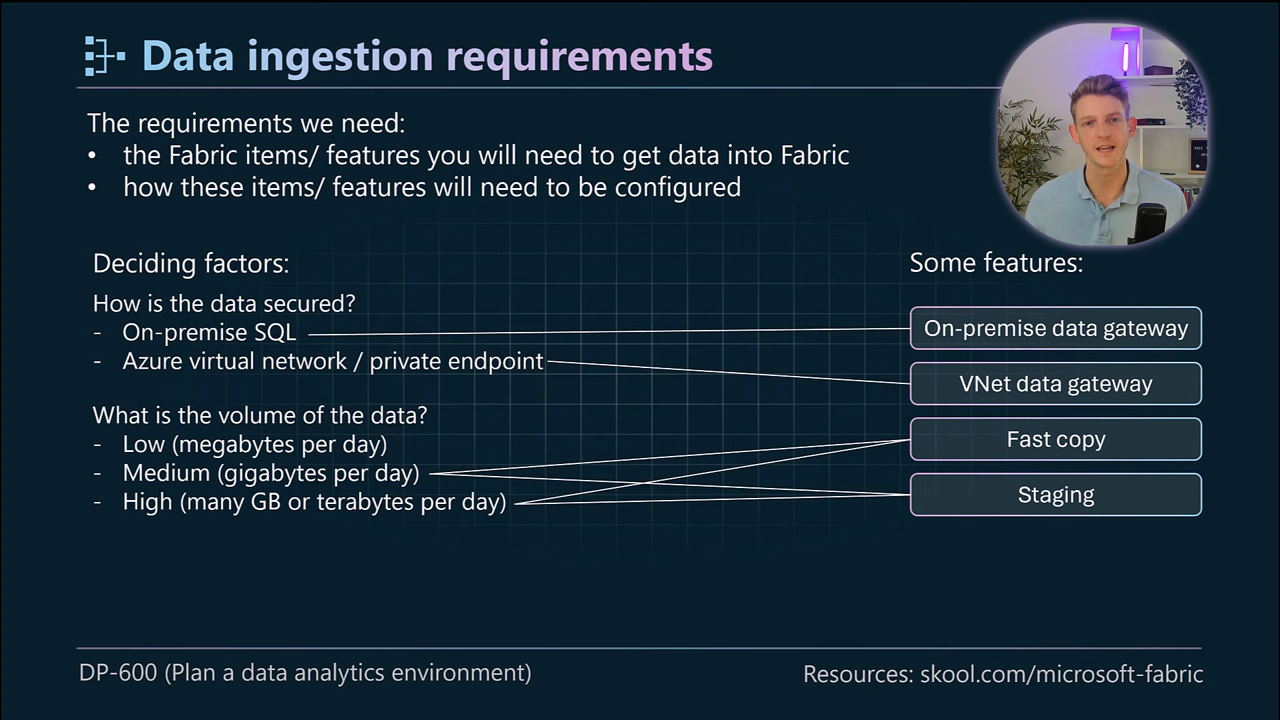 Data ingestion requirements
The requirements we need:
• the Fabric items/ features you will need to get data into Fabric
• how these items/ features will need to be configured
Deciding factors:
How is the data secured?
- On-premise SQL
- Azure virtual network / private endpoint
What is the volume of the data?
- Low (megabytes per day)
- Medium (gigabytes per day)
- High (many GB or terabytes per day)
Some features:
On-premise data gateway
VNet data gateway
Fast copy
Staging
DP-600 (Plan a data analytics environment)
Resources: skool.com/microsoft-fabric